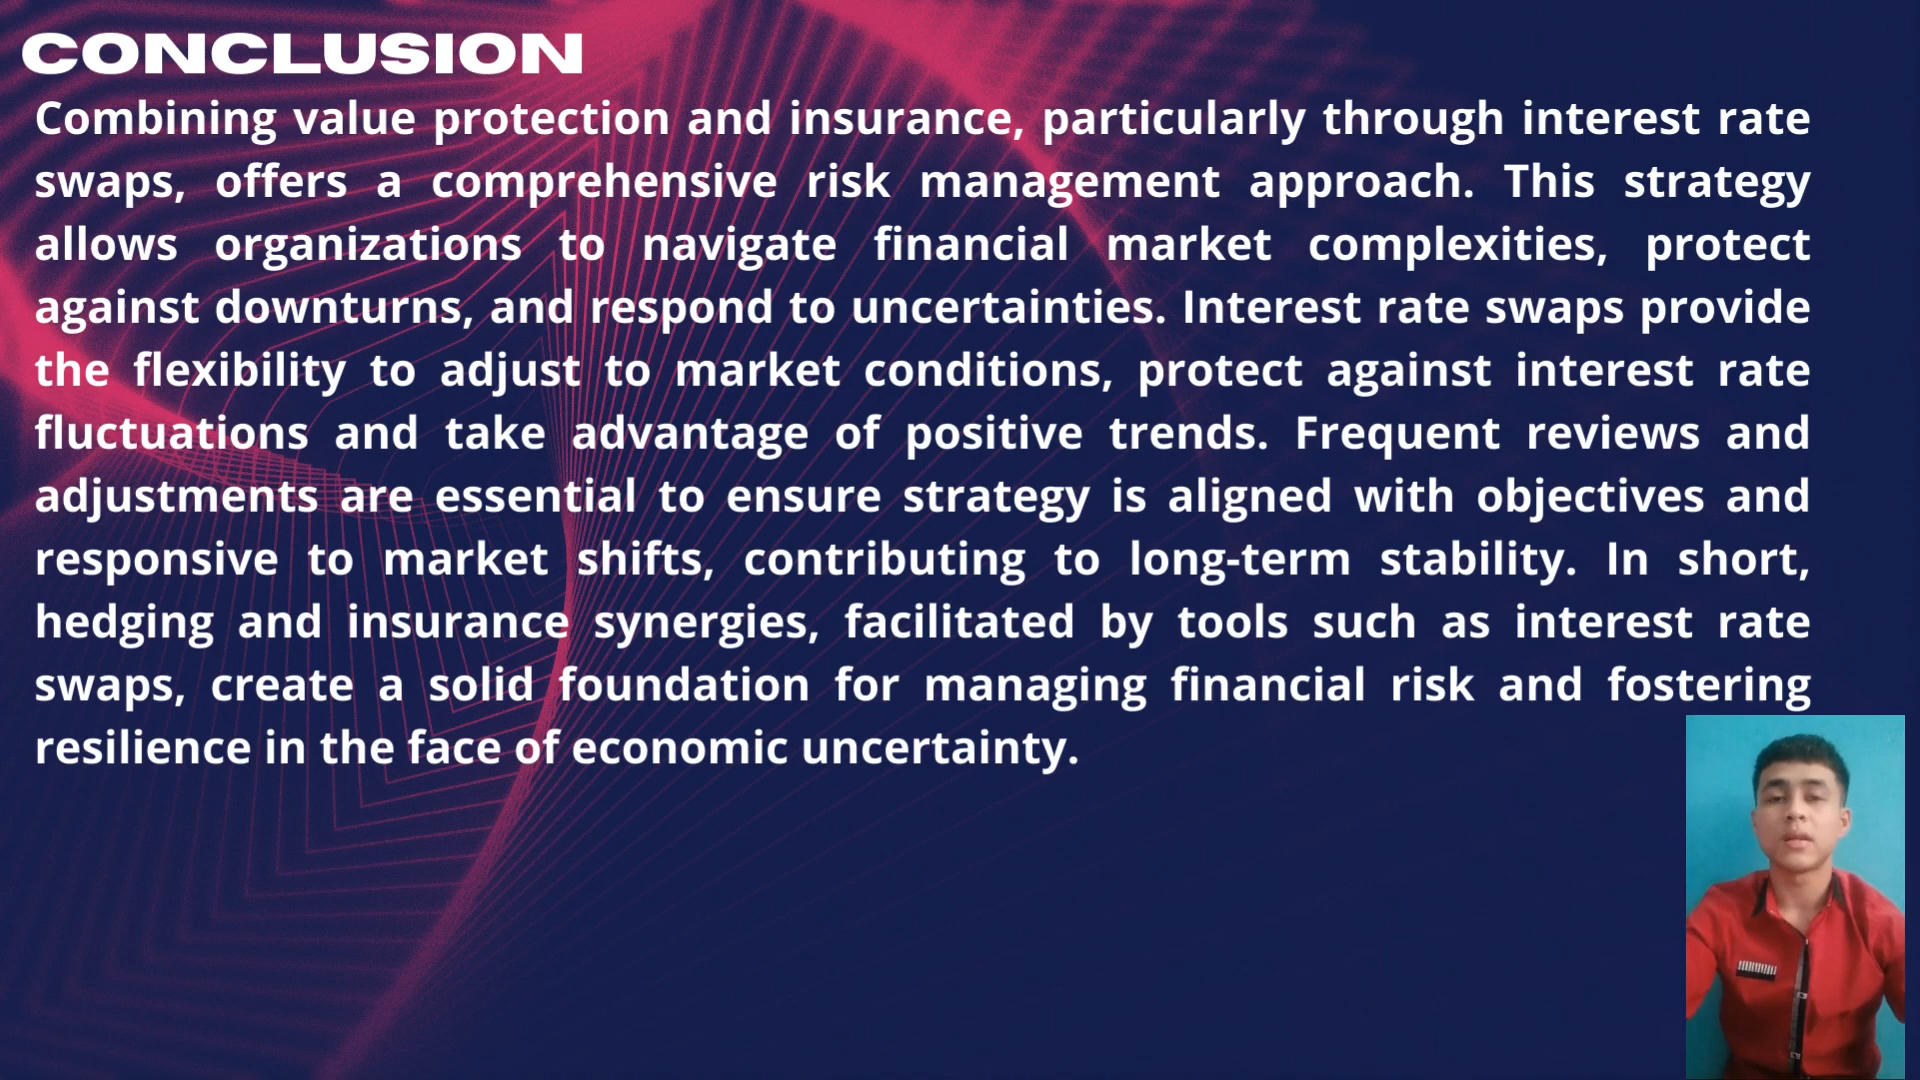 CONCLUSION
Combining value protection and insurance, particularly through interest rate
swaps, offers a comprehensive risk management approach. This strategy
allows organizations to navigate financial market complexities, protect
against downturns, and respond to uncertainties. Interest rate swaps provide
the flexibility to adjust to market conditions, protect against interest rate
fluctuations and take advantage of positive trends. Frequent reviews and
adjustments are essential to ensure strategy is aligned with objectives and
responsive to market shifts, contributing to long-term stability. In short,
hedging and insurance synergies, facilitated by tools such as interest rate
swaps, create a solid foundation for managing financial risk and fostering
resilience in the face of economic uncertainty.